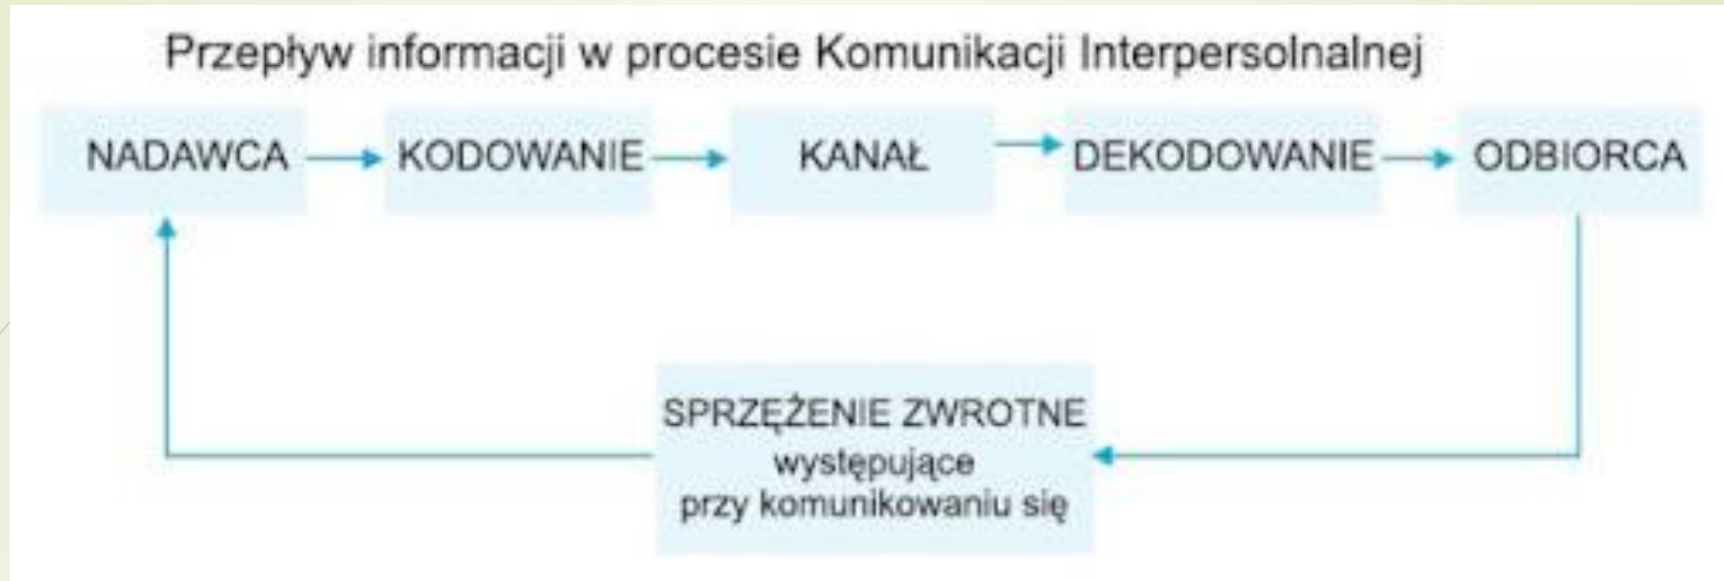 Przepływ informacji w procesie Komunikacji Interpersolnalnej
NADAWCA
KODOWANIE
KANAŁ
DEKODOWANIE
ODBIORCA
SPRZĘŻENIE ZWROTNE
występujące
przy komunikowaniu się